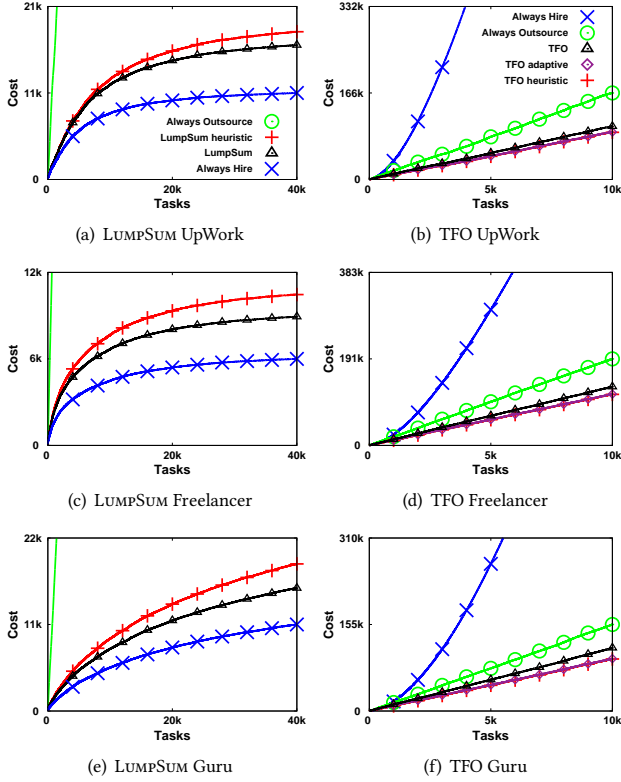 21k
11k
0
Cost
0
20k
40k
Tasks
Always Outsource
LumpSum heuristic
LumpSum
Always Hire
(a) LumpSum UpWork
332k
166k
0
Cost
0
5k
10k
Tasks
Always Hire
Always Outsource
TFO
TFO adaptive
TFO heuristic
(b) TFO UpWork
12k
6k
0
Cost
0
20k
40k
Tasks
(c) LumpSum Freelancer
383k
191k
0
Cost
0
5k
10k
Tasks
(d) TFO Freelancer
22k
11k
0
Cost
0
20k
40k
Tasks
(e) LumpSum Guru
310k
155k
0
Cost
0
5k
10k
Tasks
(f) TFO Guru